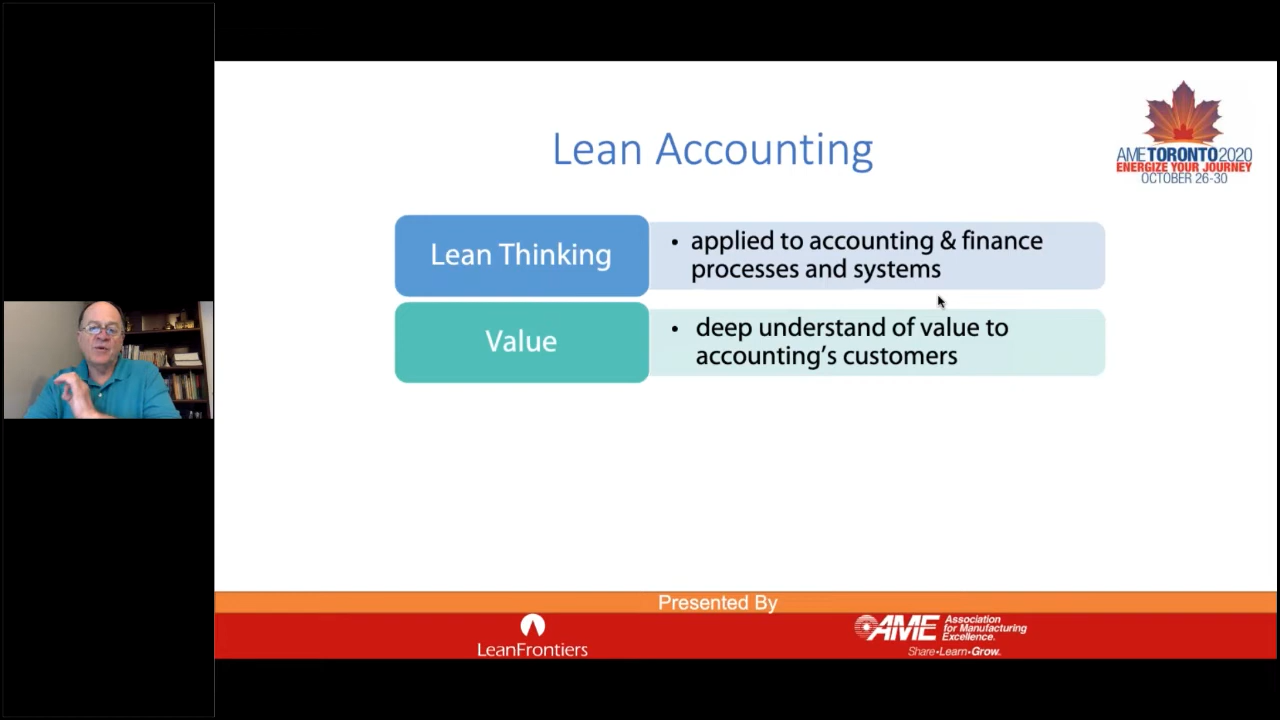 Lean Accounting
AMETORONTO2020
ENERGIZE YOUR JOURNEY
OCTOBER 26-30
Lean Thinking
• applied to accounting & finance
processes and systems
Value
• deep understand of value to
accounting's customers
Presented By
LeanFrontiers
AME Association
for Manufacturing
Excellence.
Share•Learn•Grow.